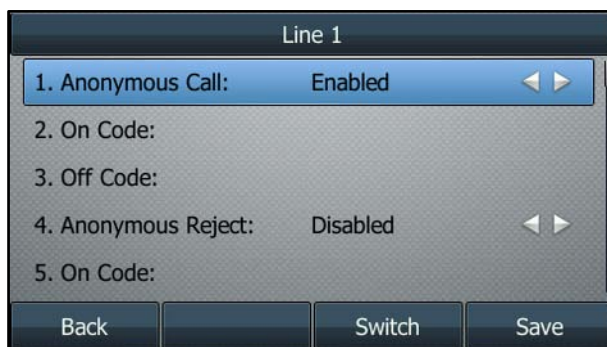 Line 1
1. Anonymous Call: Enabled
2. On Code:
3. Off Code:
4. Anonymous Reject: Disabled
5. On Code:
Back Switch Save